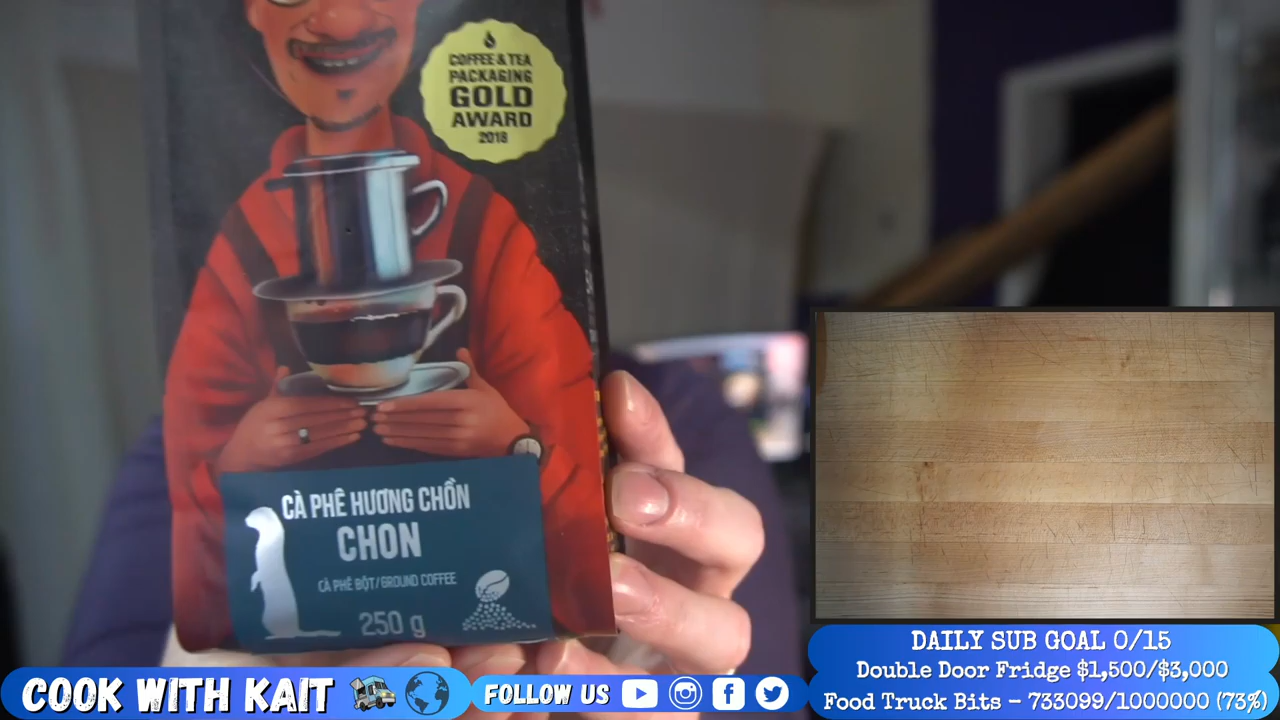 COFFEE & TEA
PACKAGING
GOLD
AWARD
2018
CÀ PHÊ HƯƠNG CHỒN
CHON
CÀ PHÊ BỘT/GROUND COFFEE
250 g
COOK WITH KAIT
FOLLOW US
DAILY SUB GOAL 0/15
Double Door Fridge $1,500/$3,000
Food Truck Bits - 733099/1000000 (73%)